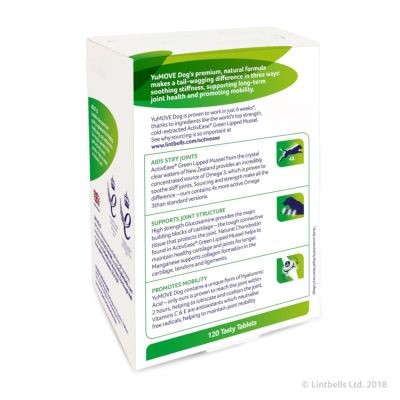 YuMOVE Dog's premium, natural formula
makes a tail-wagging difference in three ways:
soothing stiffness, supporting long-term
joint health and promoting mobility.
YuMOVE Dog is proven to work in just 6 weeks*,
thanks to ingredients like the world's top strength,
cold-extracted ActivEase® Green Lipped Mussel.
See why sourcing is so important at
www.lintbells.com/activease
AIDS STIFF JOINTS
ActivEase® Green Lipped Mussel from the crystal
clear waters of New Zealand provides an incredibly
concentrated source of Omega 3, which is proven to
soothe stiff joints. Sourcing and strength make all the
difference – ours contains 4x more active Omega
3 than standard versions.
SUPPORTS JOINT STRUCTURE
High strength Glucosamine provides the major
building blocks of cartilage – the tough connective
tissue that protects the joint. Natural Chondroitin
found in ActivEase® Green Lipped Mussel helps to
maintain healthy cartilage and joints for longer.
Manganese supports collagen formation in the
cartilage, tendons and ligaments.
PROMOTES MOBILITY
YuMOVE Dog contains a unique form of Hyaluronic
Acid – only ours is proven to reach the joint within
2 hours, helping to lubricate and cushion the joint.
Vitamins C & E are antioxidants which neutralise
free radicals, helping to maintain joint mobility
120 Tasty Tablets
© Lintbells Ltd. 2018